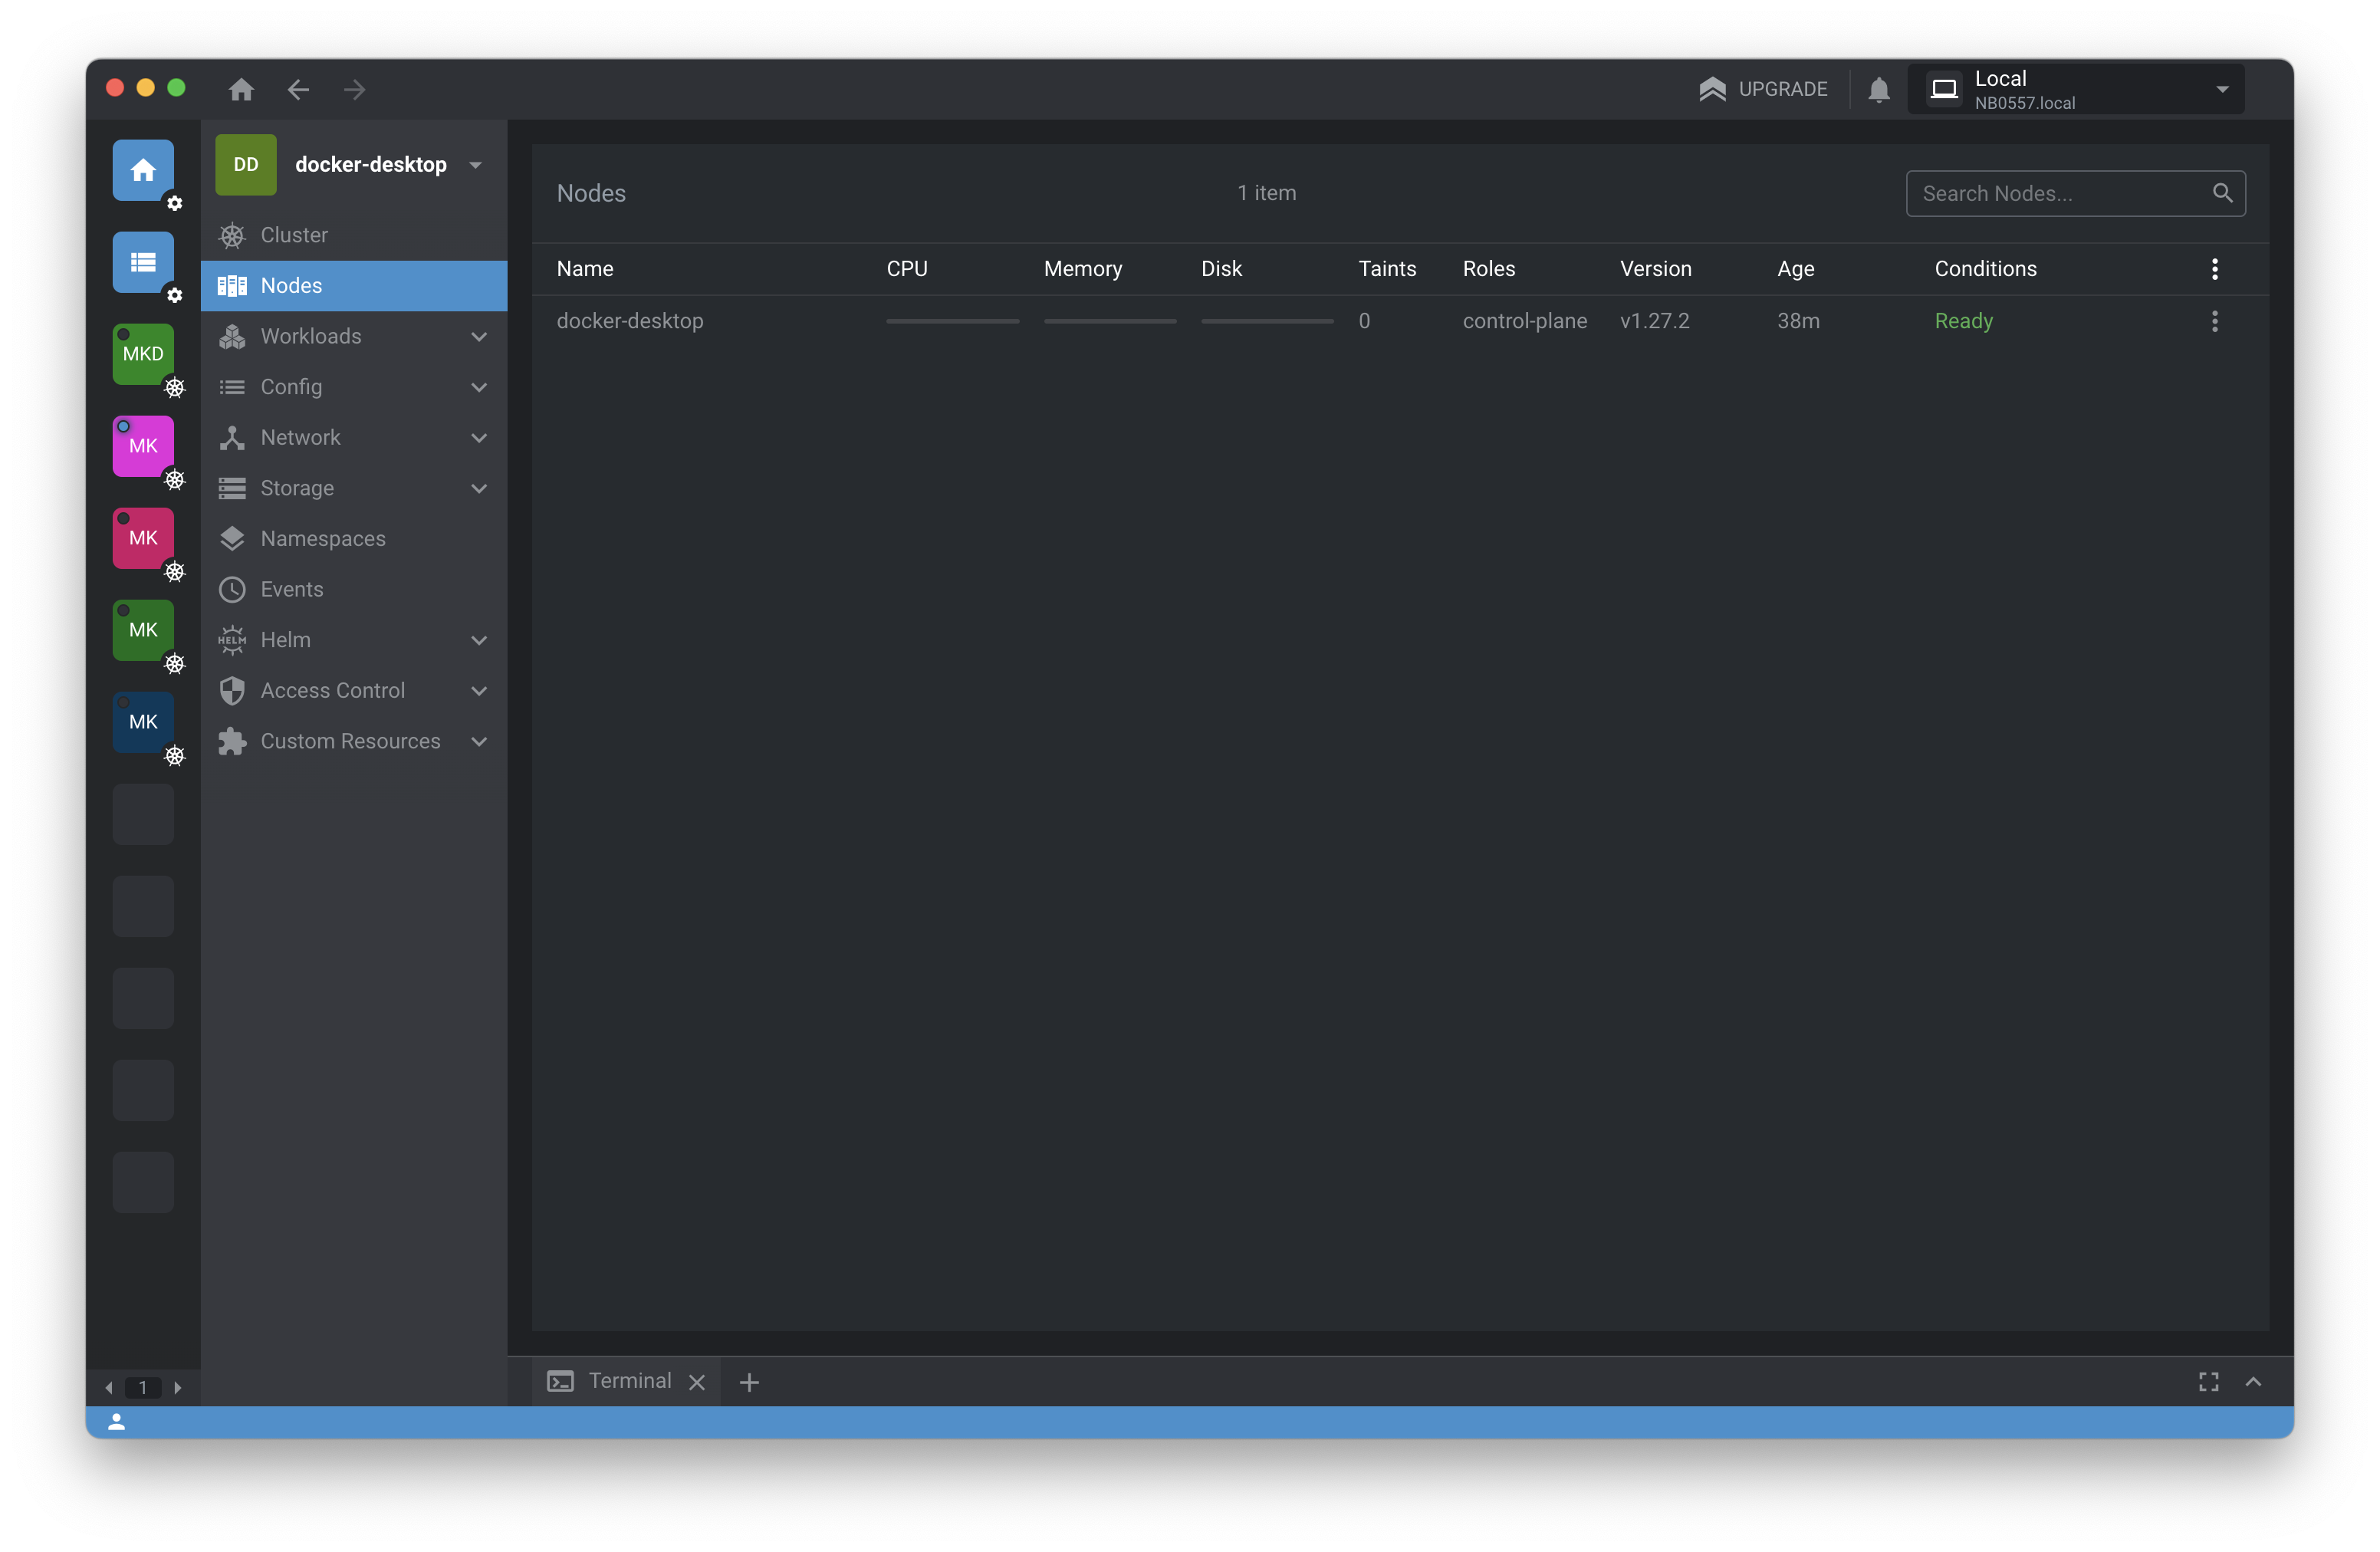 UPGRADE
Local
NB0557.local
DD
docker-desktop
MKD
MK
MK
MK
MK
Cluster
Nodes
Workloads
Config
Network
Storage
Namespaces
Events
HELM
Helm
Access Control
Custom Resources
Nodes
1 item
Search Nodes...
Name CPU Memory Disk Taints Roles Version Age Conditions
docker-desktop 0 control-plane v1.27.2 38m Ready
1
Terminal